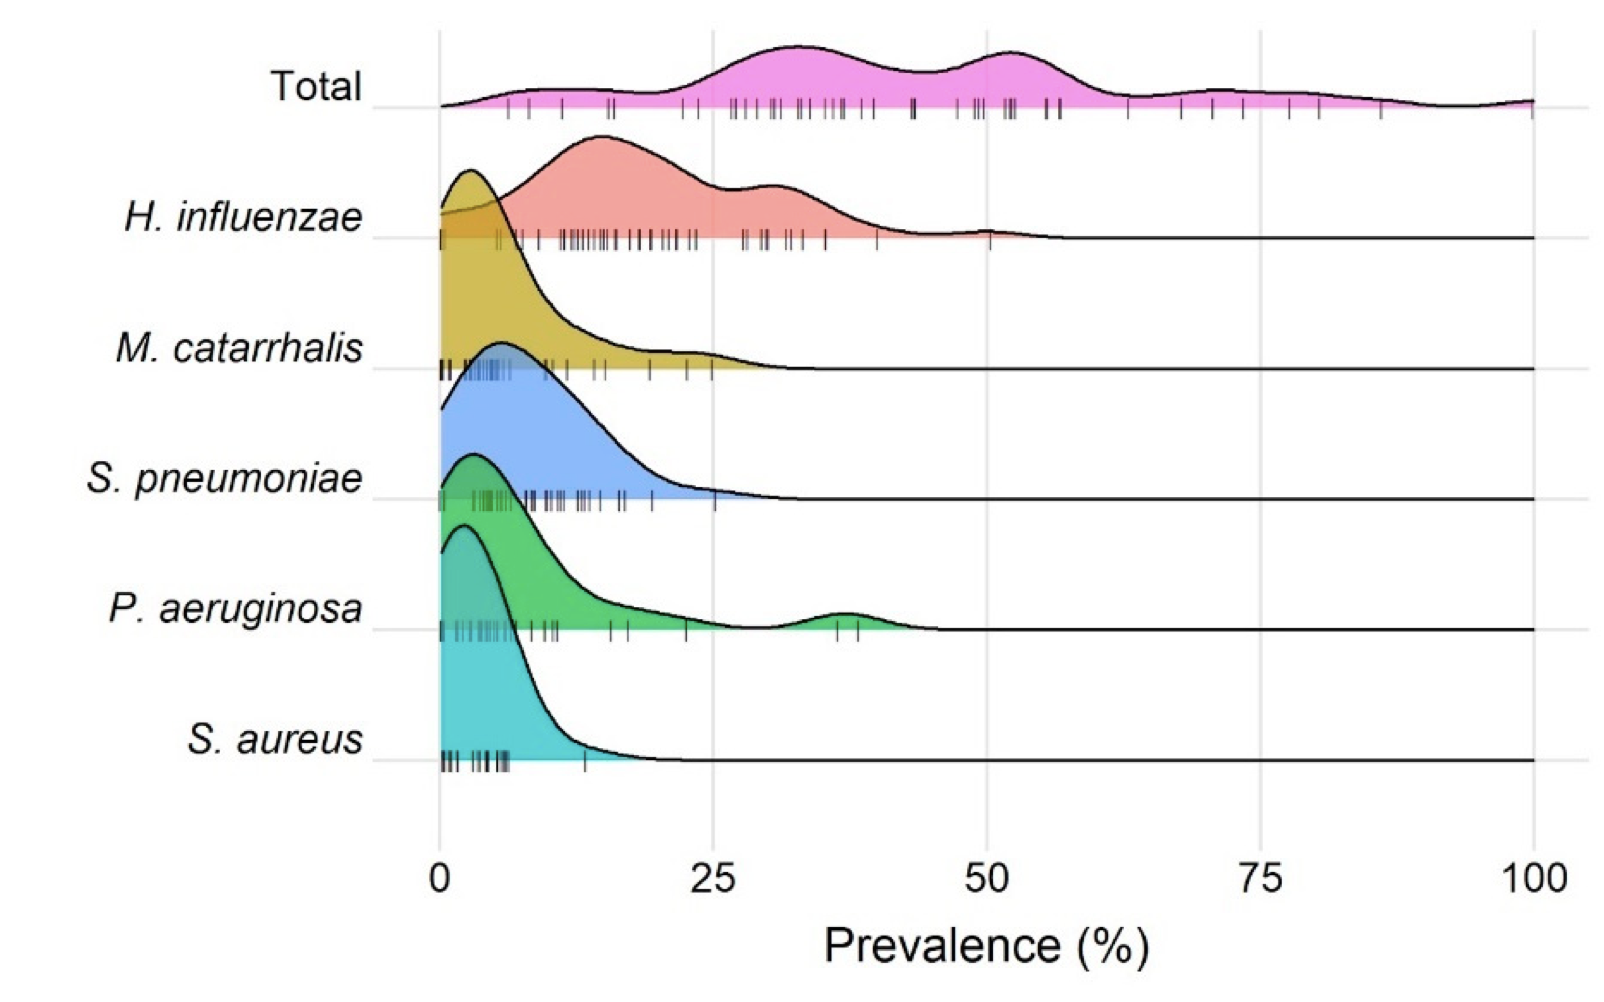 Total
H. influenzae
M. catarrhalis
S. pneumoniae
P. aeruginosa
S. aureus
0 25 50 75 100
Prevalence (%)